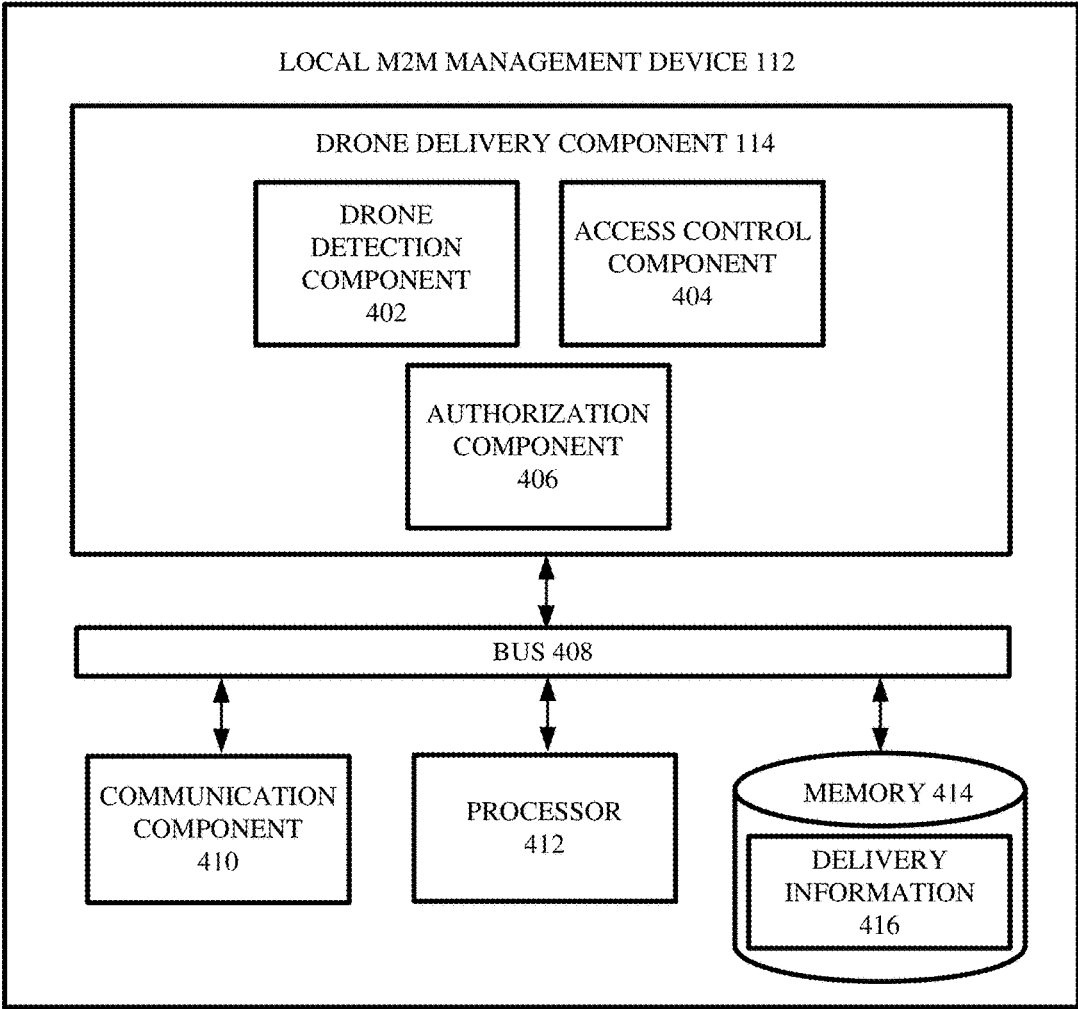 LOCAL M2M MANAGEMENT DEVICE 112
DRONE DELIVERY COMPONENT 114
DRONE
DETECTION
COMPONENT
402
ACCESS CONTROL
COMPONENT
404
AUTHORIZATION
COMPONENT
406
BUS 408
COMMUNICATION
COMPONENT
410
PROCESSOR
412
MEMORY 414
DELIVERY
INFORMATION
416